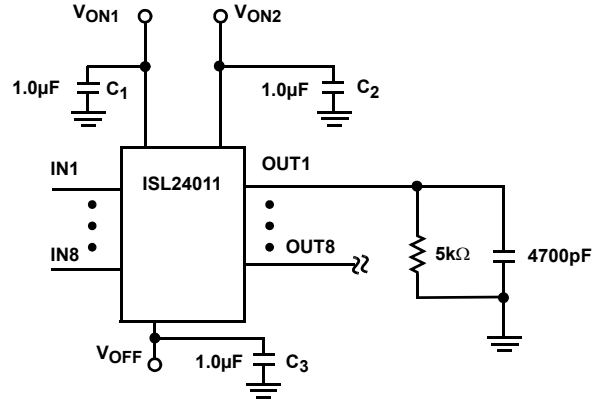 VON1 VON2
1.0µF C1 1.0µF C2
IN1 ISL24011 OUT1
IN8 OUT8 5kΩ 4700pF
VOFF 1.0µF C3